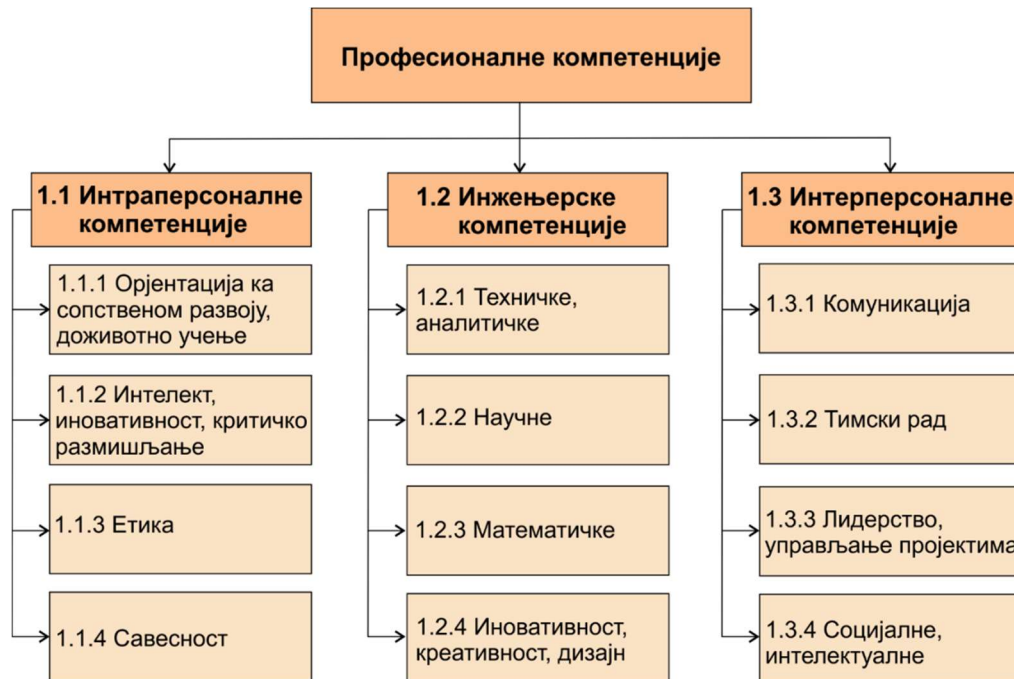 Професионалне компетенције
1.1 Интраперсоналне
компетенције
1.1.1 Орјентација ка
сопственом развоју,
доживотно учење
1.1.2 Интелект,
иновативност, критичко
размишљање
1.1.3 Етика
1.1.4 Савесност
1.2 Инжењерске
компетенције
1.2.1 Техничке,
аналитичке
1.2.2 Научне
1.2.3 Математичке
1.2.4 Иновативност,
креативност, дизајн
1.3 Интерперсоналне
компетенције
1.3.1 Комуникација
1.3.2 Тимски рад
1.3.3 Лидерство,
управљање пројектима
1.3.4 Социјалне,
интелектуалне